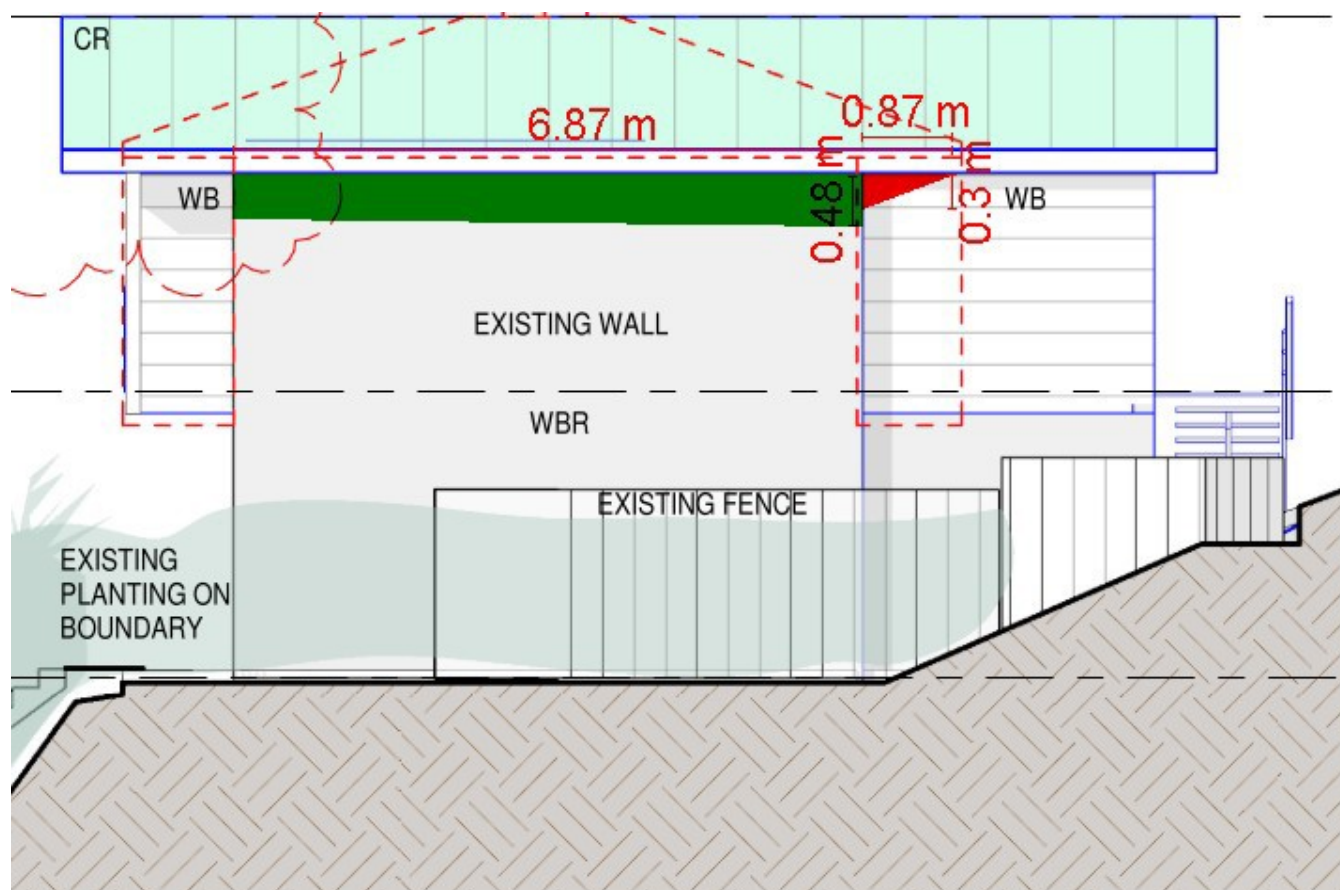 CR
6.87 m
0.87 m
WB
0.48 m
0.3 m
WB
EXISTING WALL
WBR
EXISTING FENCE
EXISTING
PLANTING ON
BOUNDARY